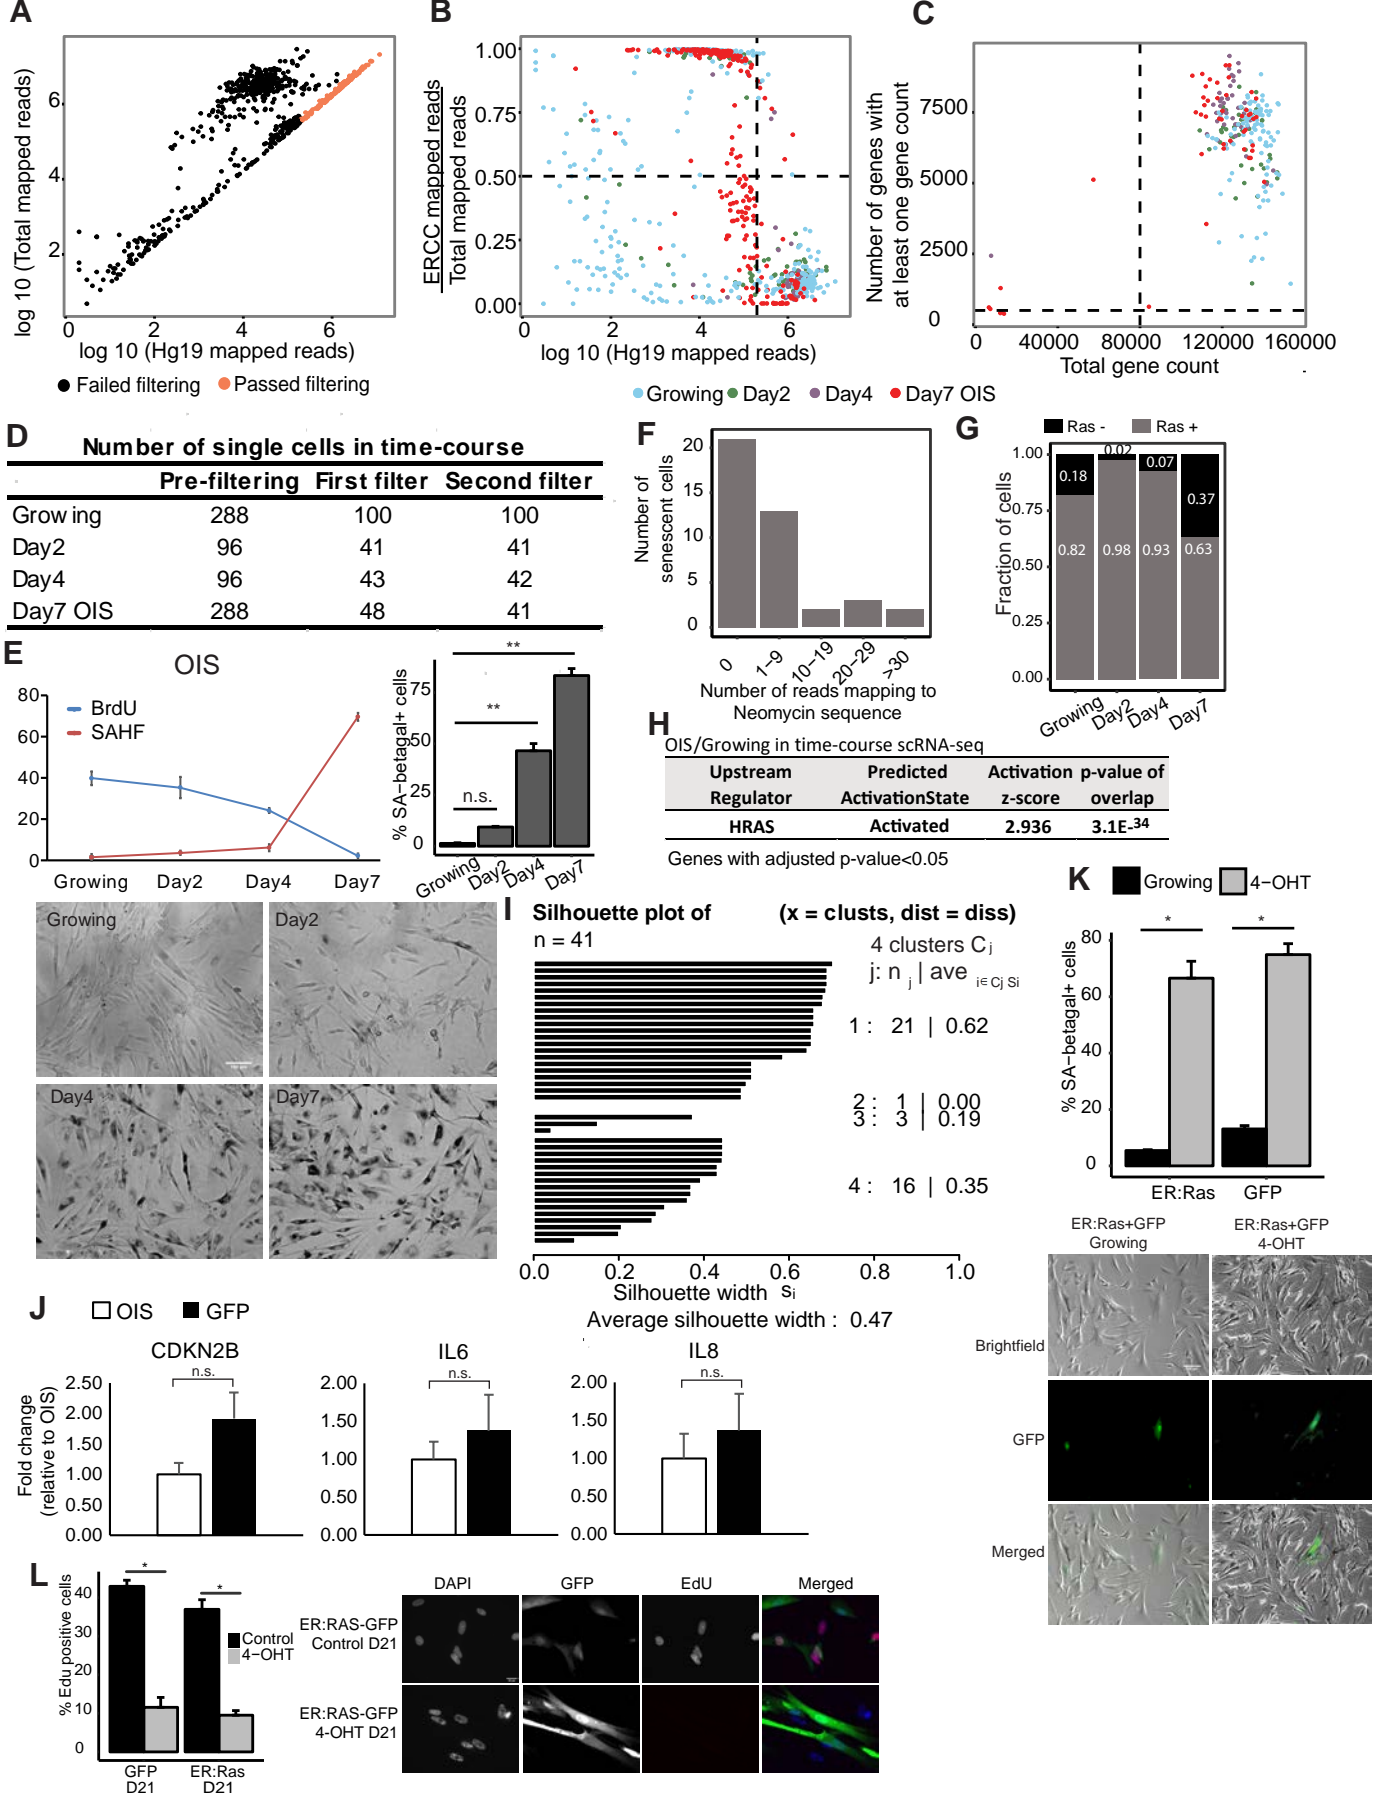 A
log 10 (Total mapped reads)
6
4
2
0 2 4 6
log 10 (Hg19 mapped reads)
Failed filtering Passed filtering
B
ERCC mapped reads
Total mapped reads
1.00
0.75
0.50
0.25
0.00
0 2 4 6
log 10 (Hg19 mapped reads)
C
Number of genes with
at least one gene count
7500
5000
2500
0
0 40000 80000 120000 160000
Total gene count
Growing Day2 Day4 Day7 OIS
D
Number of single cells in time-course
Pre-filtering First filter Second filter
Growing 288 100 100
Day2 96 41 41
Day4 96 43 42
Day7 OIS 288 48 41
E
OIS
80
60
40
20
0
BrdU
SAHF
Growing Day2 Day4 Day7
% SA−betagal+ cells
75
50
25
0
**
**
n.s.
Growing Day2 Day4 Day7
Growing Day2
Day4 Day7
F
Number of
senescent cells
20
15
10
5
0
0 1−9 10−19 20−29 >30
Number of reads mapping to
Neomycin sequence
G
Ras - Ras +
Fraction of cells
1.00
0.75
0.50
0.25
0.00
0.18 0.02 0.07 0.37
0.82 0.98 0.93 0.63
Growing Day2 Day4 Day7
H
OIS/Growing in time-course scRNA-seq
Upstream Predicted Activation p-value of
Regulator ActivationState z-score overlap
HRAS Activated 2.936 3.1E-34
Genes with adjusted p-value<0.05
I
Silhouette plot of (x = clusts, dist = diss)
n = 41
4 clusters Cj
j: nj | ave i∈Cj Si
1 : 21 | 0.62
2 : 1 | 0.00
3 : 3 | 0.19
4 : 16 | 0.35
0.0 0.2 0.4 0.6 0.8 1.0
Silhouette width si
Average silhouette width : 0.47
J
OIS GFP
Fold change
(relative to OIS)
CDKN2B
n.s.
2.50
2.00
1.50
1.00
0.50
0.00
IL6
n.s.
2.00
1.50
1.00
0.50
0.00
IL8
n.s.
2.00
1.50
1.00
0.50
0.00
K
Growing 4−OHT
% SA−betagal+ cells
80
60
40
20
0
* *
ER:Ras GFP
ER:Ras+GFP
Growing
ER:Ras+GFP
4-OHT
Brightfield
GFP
Merged
L
% Edu positive cells
40
30
20
10
0
*
*
Control
4−OHT
GFP
D21
ER:Ras
D21
DAPI GFP EdU Merged
ER:RAS-GFP
Control D21
ER:RAS-GFP
4-OHT D21